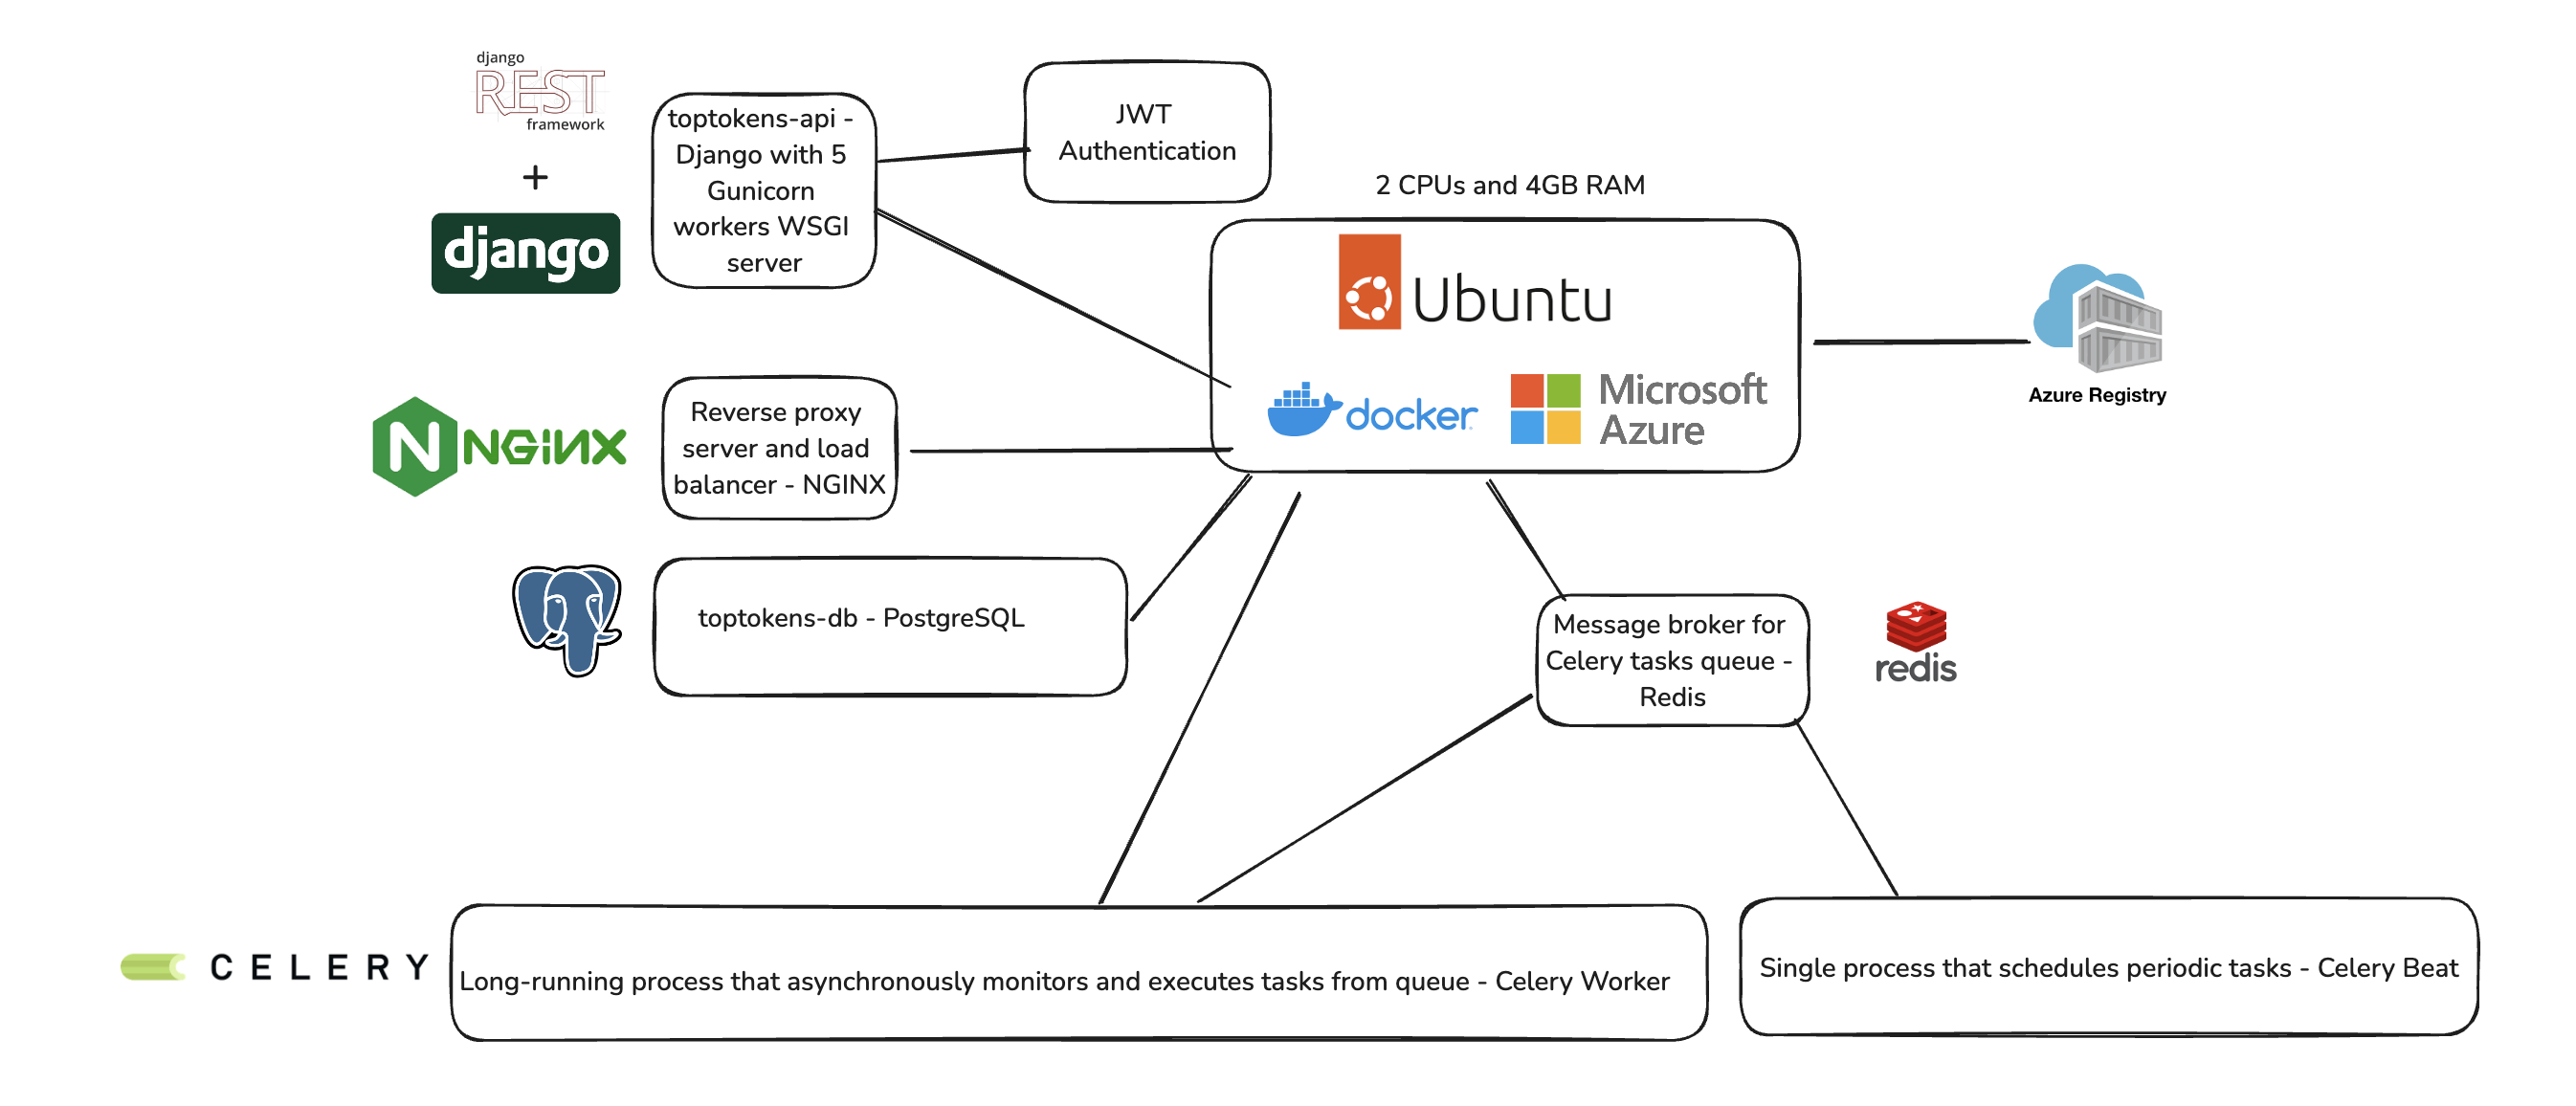 django
REST
framework
+
django
toptokens-api -
Django with 5
Gunicorn
workers WSGI
server
JWT
Authentication
2 CPUs and 4GB RAM
Ubuntu
docker
Microsoft
Azure
Azure Registry
NGINX
Reverse proxy
server and load
balancer - NGINX
toptokens-db - PostgreSQL
Message broker for
Celery tasks queue -
Redis
redis
CELERY
Long-running process that asynchronously monitors and executes tasks from queue - Celery Worker
Single process that schedules periodic tasks - Celery Beat